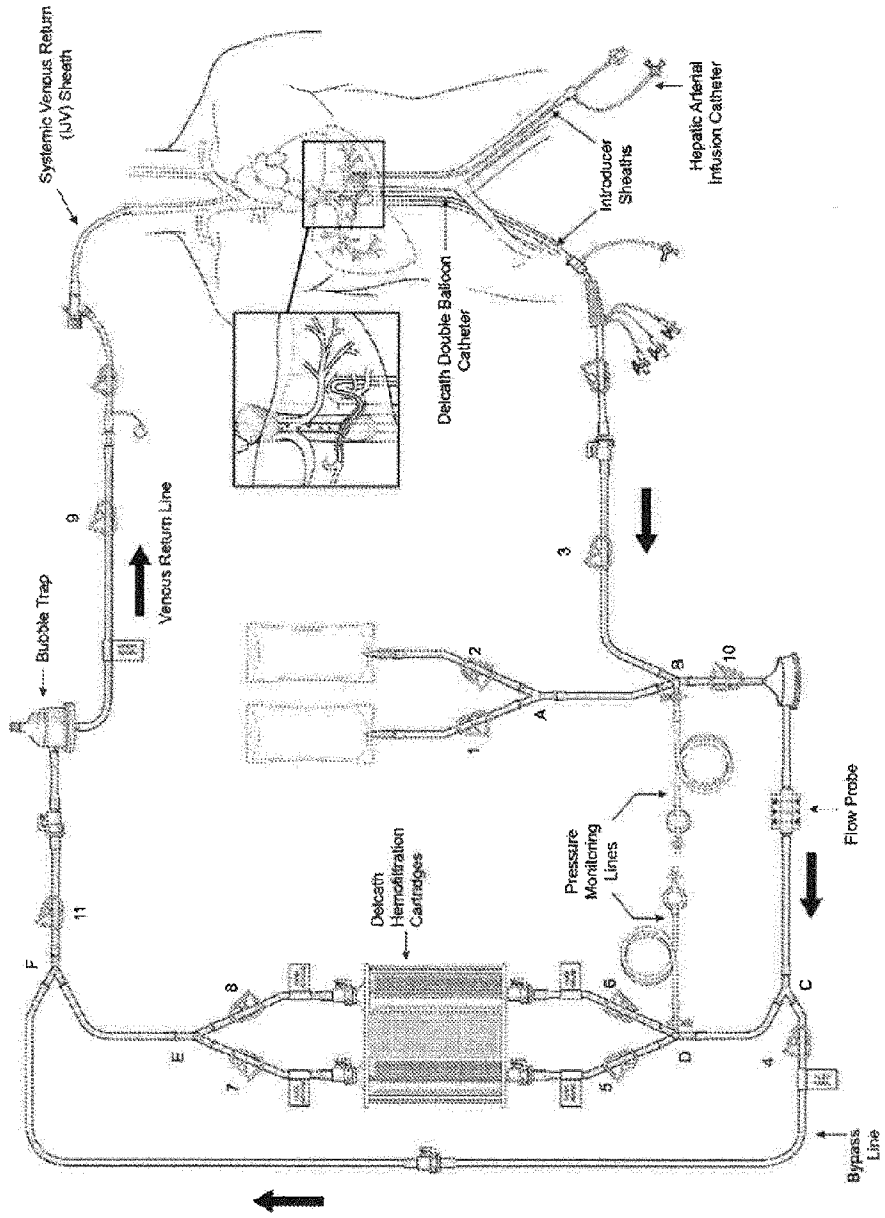 Systemic Venous Return
(IJV) Sheath
Bubble Trap
9
Venous Return Line
11
F
Delcath
Hemofiltration
Cartridges
E
8
7
1
2
A
Delcath Double Balloon
Catheter
Introducer
Sheaths
Hepatic Arterial
Infusion Catheter
3
B
10
Pressure
Monitoring
Lines
Flow Probe
6
5
D
C
4
Bypass
Line